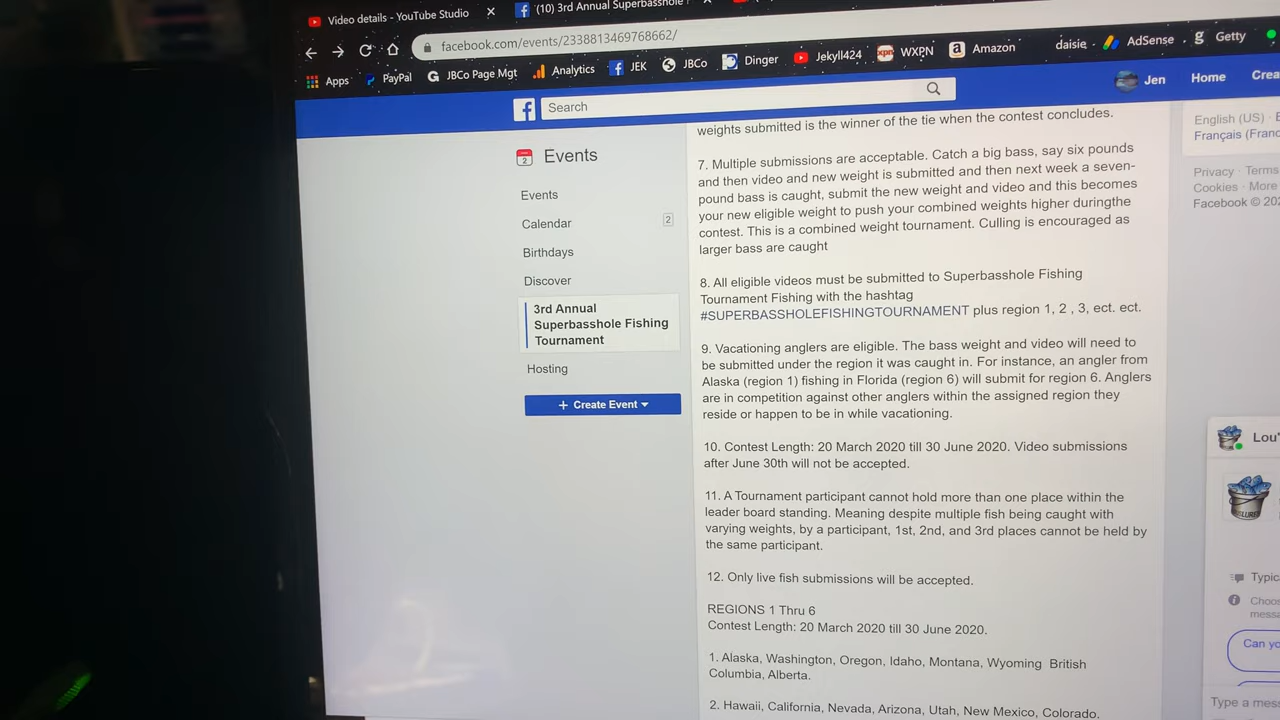 Video details - YouTube Studio
(10) 3rd Annual Superbasshole
facebook.com/events/2338813469768662/
Apps PayPal JBCo Page Mgt Analytics JEK JBCo Dinger Jekyll424 WXPN Amazon daisie AdSense Getty
Search
Jen Home Crea
Events
Events
Calendar 2
Birthdays
Discover
3rd Annual
Superbasshole Fishing
Tournament
Hosting
+ Create Event
weights submitted is the winner of the tie when the contest concludes.
7. Multiple submissions are acceptable. Catch a big bass, say six pounds
and then video and new weight is submitted and then next week a seven-
pound bass is caught, submit the new weight and video and this becomes
your new eligible weight to push your combined weights higher duringthe
contest. This is a combined weight tournament. Culling is encouraged as
larger bass are caught
8. All eligible videos must be submitted to Superbasshole Fishing
Tournament Fishing with the hashtag
#SUPERBASSHOLEFISHINGTOURNAMENT plus region 1, 2 , 3, ect. ect.
9. Vacationing anglers are eligible. The bass weight and video will need to
be submitted under the region it was caught in. For instance, an angler from
Alaska (region 1) fishing in Florida (region 6) will submit for region 6. Anglers
are in competition against other anglers within the assigned region they
reside or happen to be in while vacationing.
10. Contest Length: 20 March 2020 till 30 June 2020. Video submissions
after June 30th will not be accepted.
11. A Tournament participant cannot hold more than one place within the
leader board standing. Meaning despite multiple fish being caught with
varying weights, by a participant, 1st, 2nd, and 3rd places cannot be held by
the same participant.
12. Only live fish submissions will be accepted.
REGIONS 1 Thru 6
Contest Length: 20 March 2020 till 30 June 2020.
1. Alaska, Washington, Oregon, Idaho, Montana, Wyoming British
Columbia, Alberta.
2. Hawaii, California, Nevada, Arizona, Utah, New Mexico, Colorado.
English (US) ·
Français (Franc
Privacy · Terms
Cookies · More
Facebook © 202
Lou'
Typic
Choos
messa
Can yo
Type a mess